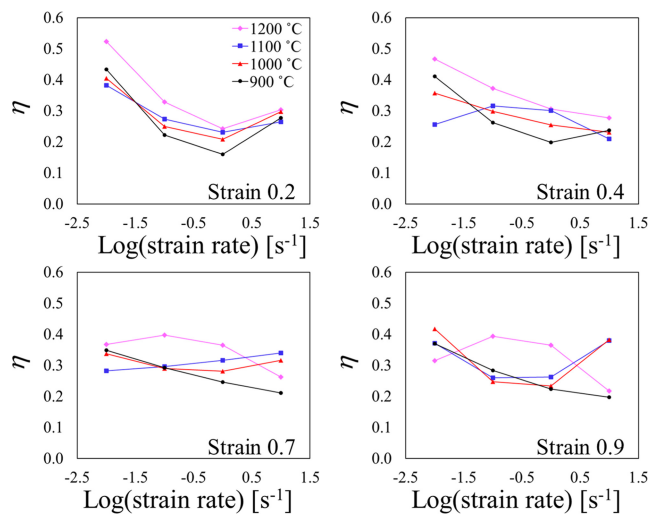 0.6
0.5
0.4
0.3
0.2
0.1
0.0
η
1200 ˚C
1100 ˚C
1000 ˚C
900 ˚C
Strain 0.2
-2.5 -1.5 -0.5 0.5 1.5
Log(strain rate) [s⁻¹]
0.6
0.5
0.4
0.3
0.2
0.1
0.0
η
Strain 0.4
-2.5 -1.5 -0.5 0.5 1.5
Log(strain rate) [s⁻¹]
0.6
0.5
0.4
0.3
0.2
0.1
0.0
η
Strain 0.7
-2.5 -1.5 -0.5 0.5 1.5
Log(strain rate) [s⁻¹]
0.6
0.5
0.4
0.3
0.2
0.1
0.0
η
Strain 0.9
-2.5 -1.5 -0.5 0.5 1.5
Log(strain rate) [s⁻¹]